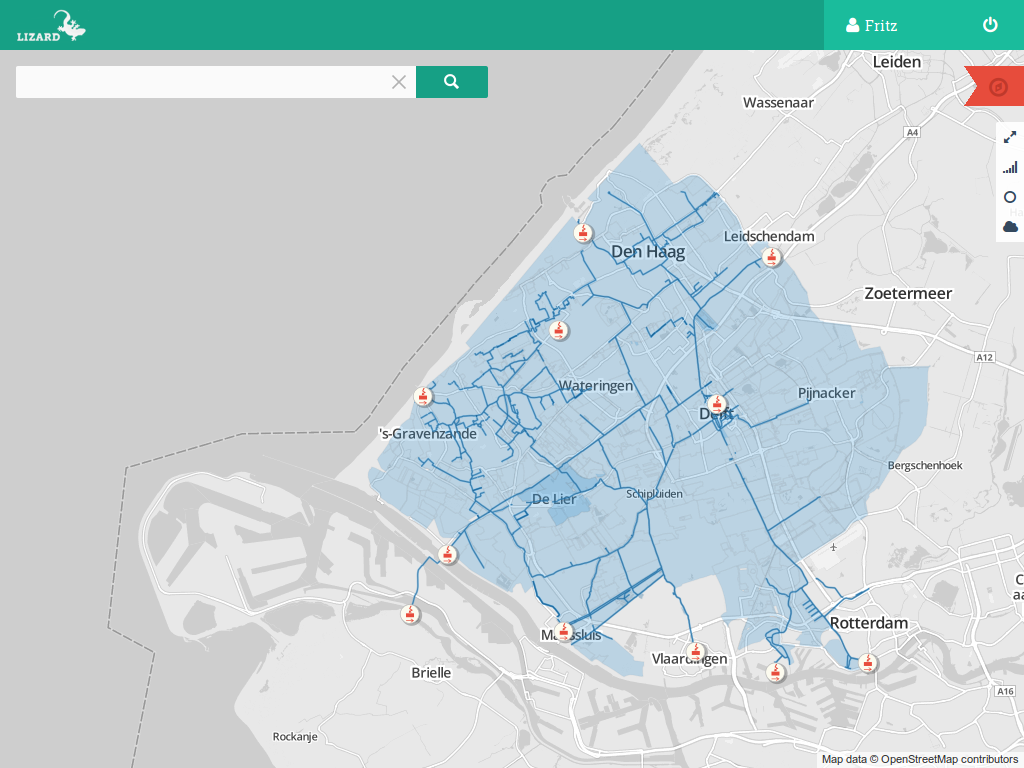 LIZARD
Fritz
Leiden
Wassenaar
A4
Leidschendam
Den Haag
Zoetermeer
A12
Wateringen
Pijnacker
Delft
's-Gravenzande
Bergschenhoek
De Lier
Schipluiden
Rotterdam
Maassluis
Vlaardingen
Brielle
A16
Rockanje
Map data © OpenStreetMap contributors